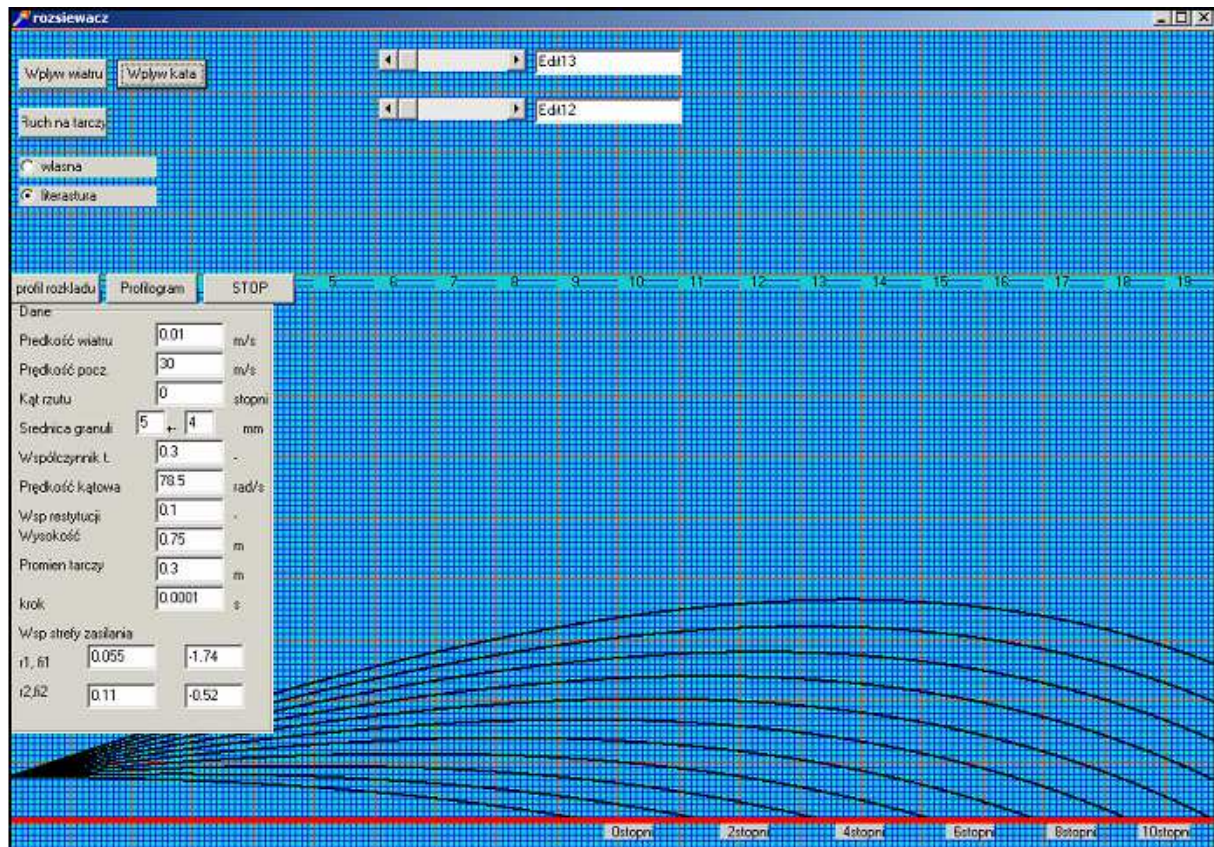 rozsiewacz
Wpływ wiatru Wpływ kata Edit13
Ruch na tarczy Edit12
własna
literastura
profil rozkladu Profilogram STOP 5 6 7 8 9 10 11 12 13 14 15 16 17 18 19
Dane
Predkość wiatru 0.01 m/s
Prędkość pocz. 30 m/s
Kąt rzutu 0 stopni
Srednica granuli 5 +- 4 mm
Współczynnik t. 0.3 -
Prędkość kątowa 78.5 rad/s
Wsp restytucji 0.1 -
Wysokość 0.75 m
Promien tarczy 0.3 m
krok 0.0001 s
Wsp strefy zasilania
r1, fi1 0.055 -1.74
r2,fi2 0.11 -0.52
0stopni 2stopni 4stopni 6stopni 8stopni 10stopni